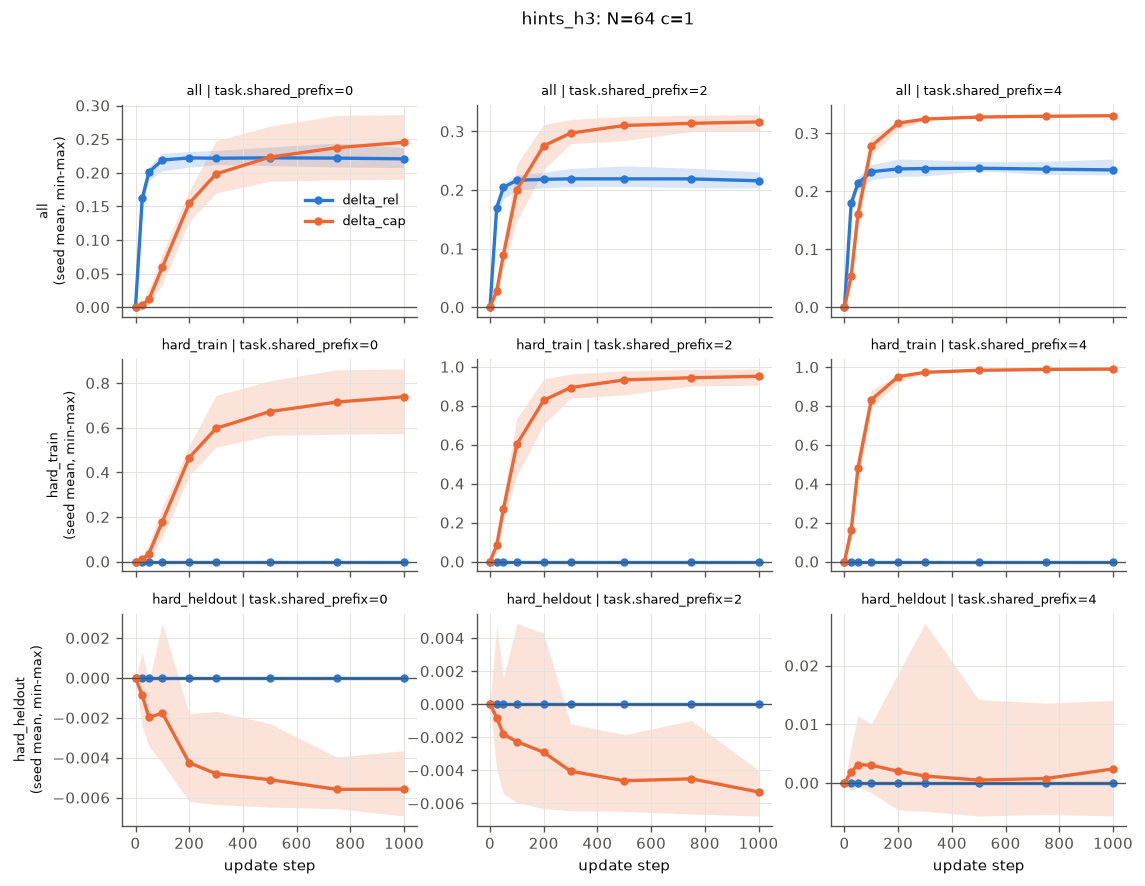 hints_h3: N=64 c=1
all | task.shared_prefix=0
all | task.shared_prefix=2
all | task.shared_prefix=4
all
(seed mean, min-max)
0.30
0.25
0.20
0.15
0.10
0.05
0.00
delta_rel
delta_cap
0.3
0.2
0.1
0.0
0.3
0.2
0.1
0.0
hard_train | task.shared_prefix=0
hard_train | task.shared_prefix=2
hard_train | task.shared_prefix=4
hard_train
(seed mean, min-max)
0.8
0.6
0.4
0.2
0.0
1.0
0.8
0.6
0.4
0.2
0.0
1.0
0.8
0.6
0.4
0.2
0.0
hard_heldout | task.shared_prefix=0
hard_heldout | task.shared_prefix=2
hard_heldout | task.shared_prefix=4
hard_heldout
(seed mean, min-max)
0.002
0.000
−0.002
−0.004
−0.006
0.004
0.002
0.000
−0.002
−0.004
−0.006
0.02
0.01
0.00
0 200 400 600 800 1000
0 200 400 600 800 1000
0 200 400 600 800 1000
update step
update step
update step